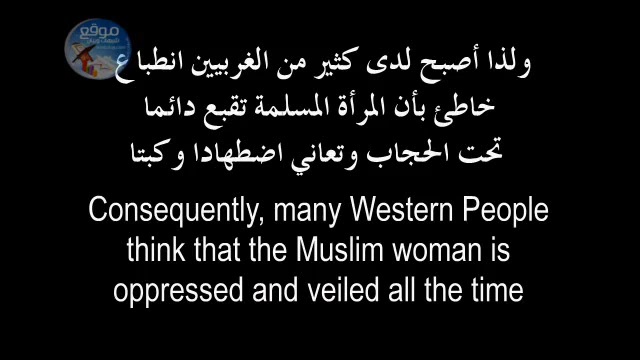 موقع
ولذا أصبح لدى كثير من الغربيين انطباع
خاطئ بأن المرأة المسلمة تقبع دائما
تحت الحجاب وتعاني اضطهادا وكبتا
Consequently, many Western People
think that the Muslim woman is
oppressed and veiled all the time